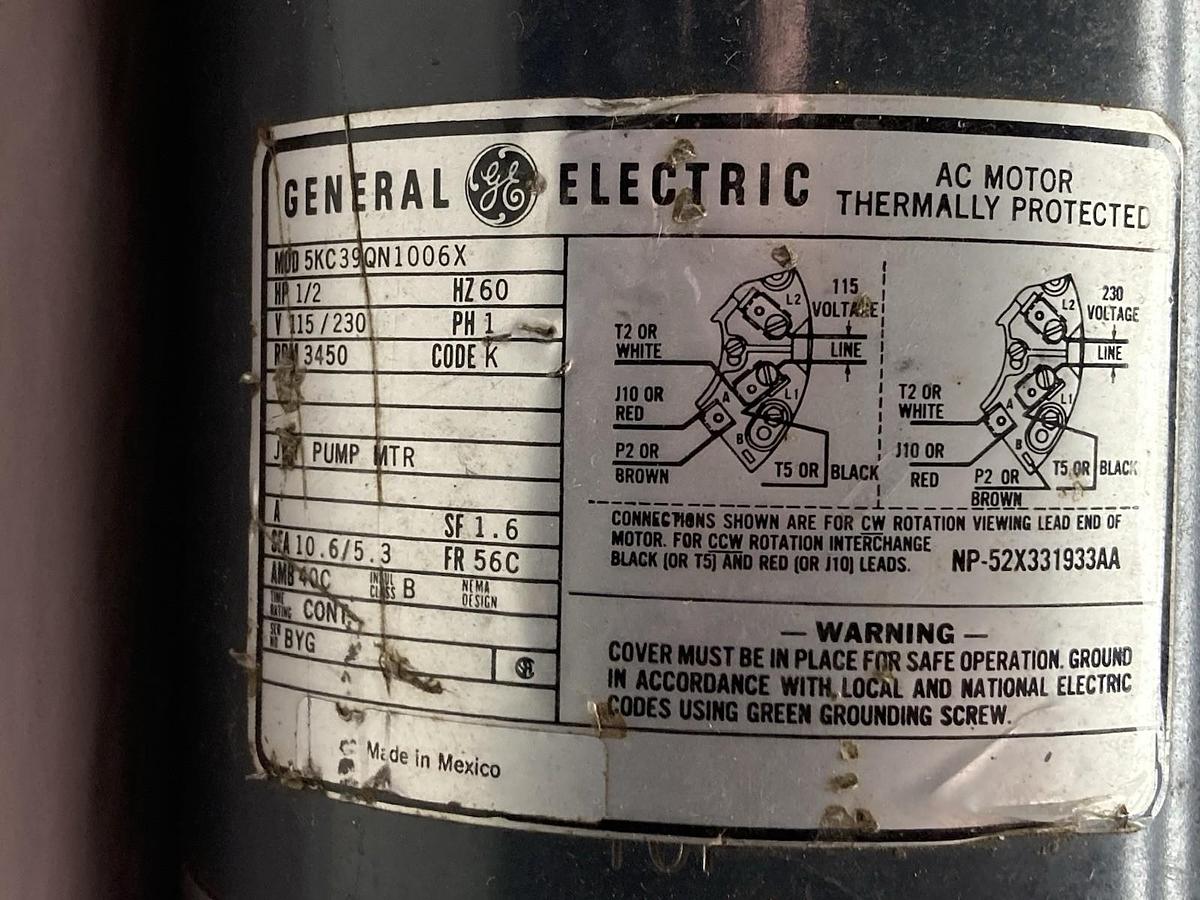 GENERAL GE ELECTRIC
AC MOTOR
THERMALLY PROTECTED
MOD 5KC39QN1006X
HP 1/2 HZ 60
V 115/230 PH 1
RPM 3450 CODE K
JET PUMP MTR
A SF 1.6
SFA 10.6/5.3 FR 56C
AMB 40C INSUL CLASS B NEMA DESIGN
TIME RATING CONT.
SER NO BYG
Made in Mexico
115
VOLTAGE
L2
T2 OR
WHITE
LINE
J10 OR
RED
A
L1
P2 OR
BROWN
B
T5 OR BLACK
230
VOLTAGE
L2
LINE
T2 OR
WHITE
A
L1
J10 OR
RED
B
P2 OR
BROWN
T5 OR BLACK
CONNECTIONS SHOWN ARE FOR CW ROTATION VIEWING LEAD END OF
MOTOR. FOR CCW ROTATION INTERCHANGE
BLACK (OR T5) AND RED (OR J10) LEADS. NP-52X331933AA
— WARNING —
COVER MUST BE IN PLACE FOR SAFE OPERATION. GROUND
IN ACCORDANCE WITH LOCAL AND NATIONAL ELECTRIC
CODES USING GREEN GROUNDING SCREW.